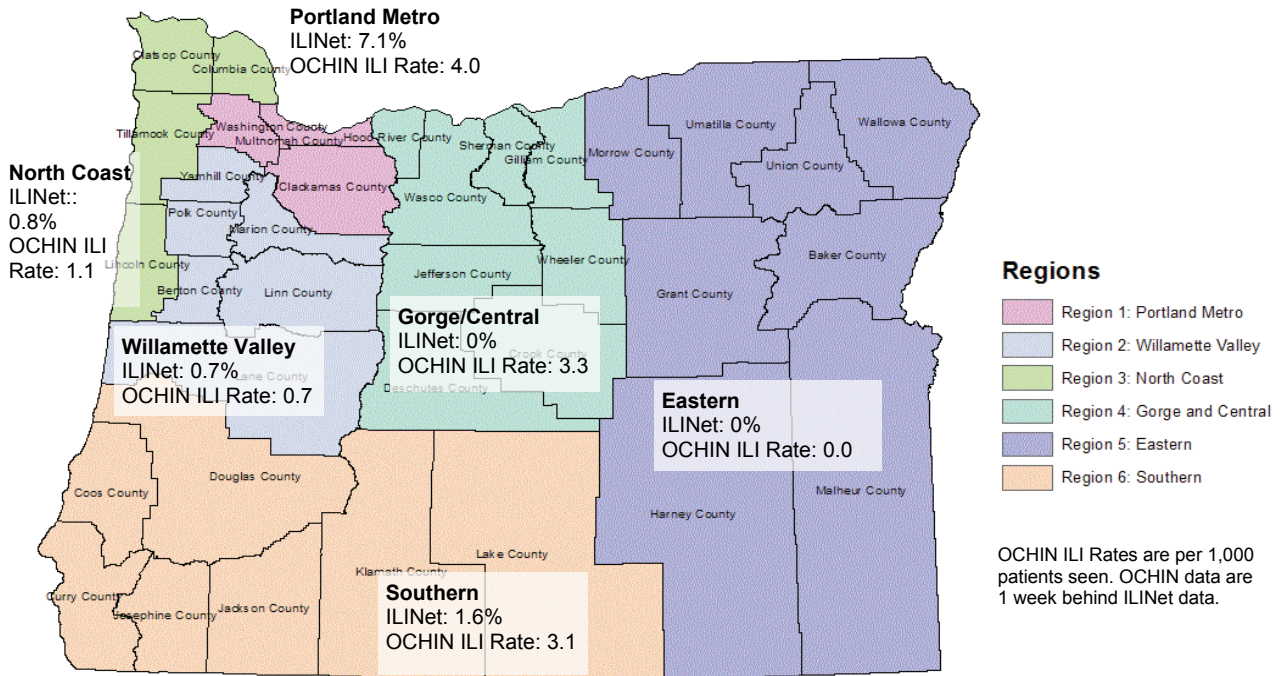 Portland Metro
ILINet: 7.1%
OCHIN ILI Rate: 4.0
Clatsop County
Columbia County
Tillamook County
Washington County
Multnomah County
Hood River County
Sherman County
Gilliam County
Morrow County
Umatilla County
Wallowa County
Union County
North Coast
ILINet::
0.8%
OCHIN ILI
Rate: 1.1
Yamhill County
Clackamas County
Wasco County
Polk County
Marion County
Lincoln County
Jefferson County
Wheeler County
Baker County
Benton County
Linn County
Grant County
Willamette Valley
ILINet: 0.7%
Lane County
OCHIN ILI Rate: 0.7
Gorge/Central
ILINet: 0%
Crook County
OCHIN ILI Rate: 3.3
Deschutes County
Eastern
ILINet: 0%
OCHIN ILI Rate: 0.0
Douglas County
Coos County
Malheur County
Harney County
Lake County
Klamath County
Curry County
Josephine County
Jackson County
Southern
ILINet: 1.6%
OCHIN ILI Rate: 3.1
Regions
Region 1: Portland Metro
Region 2: Willamette Valley
Region 3: North Coast
Region 4: Gorge and Central
Region 5: Eastern
Region 6: Southern
OCHIN ILI Rates are per 1,000
patients seen. OCHIN data are
1 week behind ILINet data.